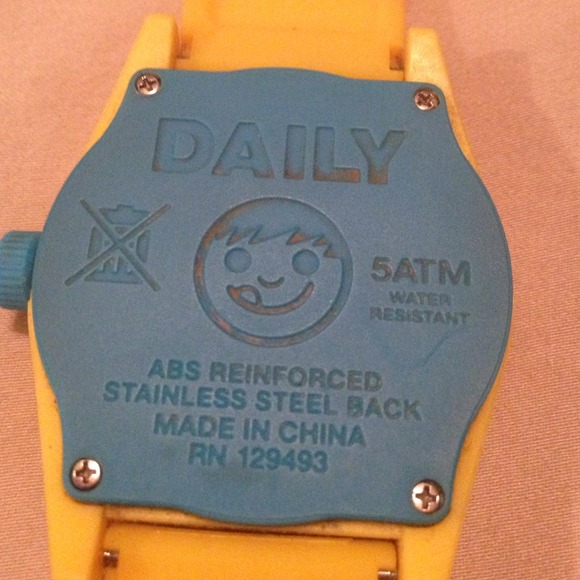 DAILY
5ATM
WATER
RESISTANT
ABS REINFORCED
STAINLESS STEEL BACK
MADE IN CHINA
RN 129493